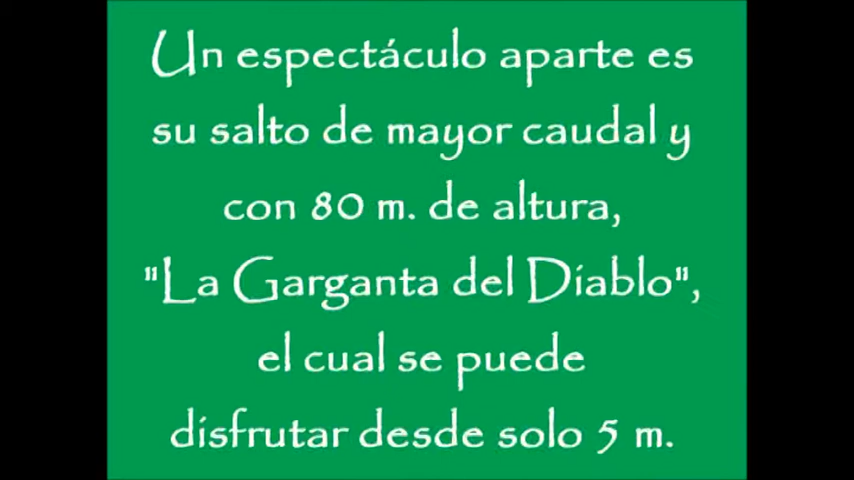 Un espectáculo aparte es
su salto de mayor caudal y
con 80 m. de altura,
"La Garganta del Diablo",
el cual se puede
disfrutar desde solo 5 m.